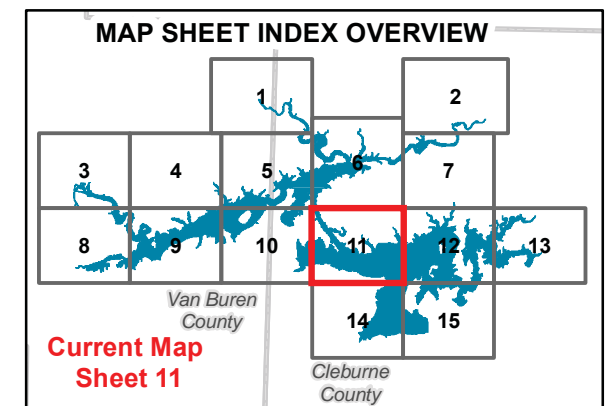 MAP SHEET INDEX OVERVIEW
1
2
3
4
5
6
7
8
9
10
11
12
13
Van Buren
County
14
15
Current Map
Sheet 11
Cleburne
County